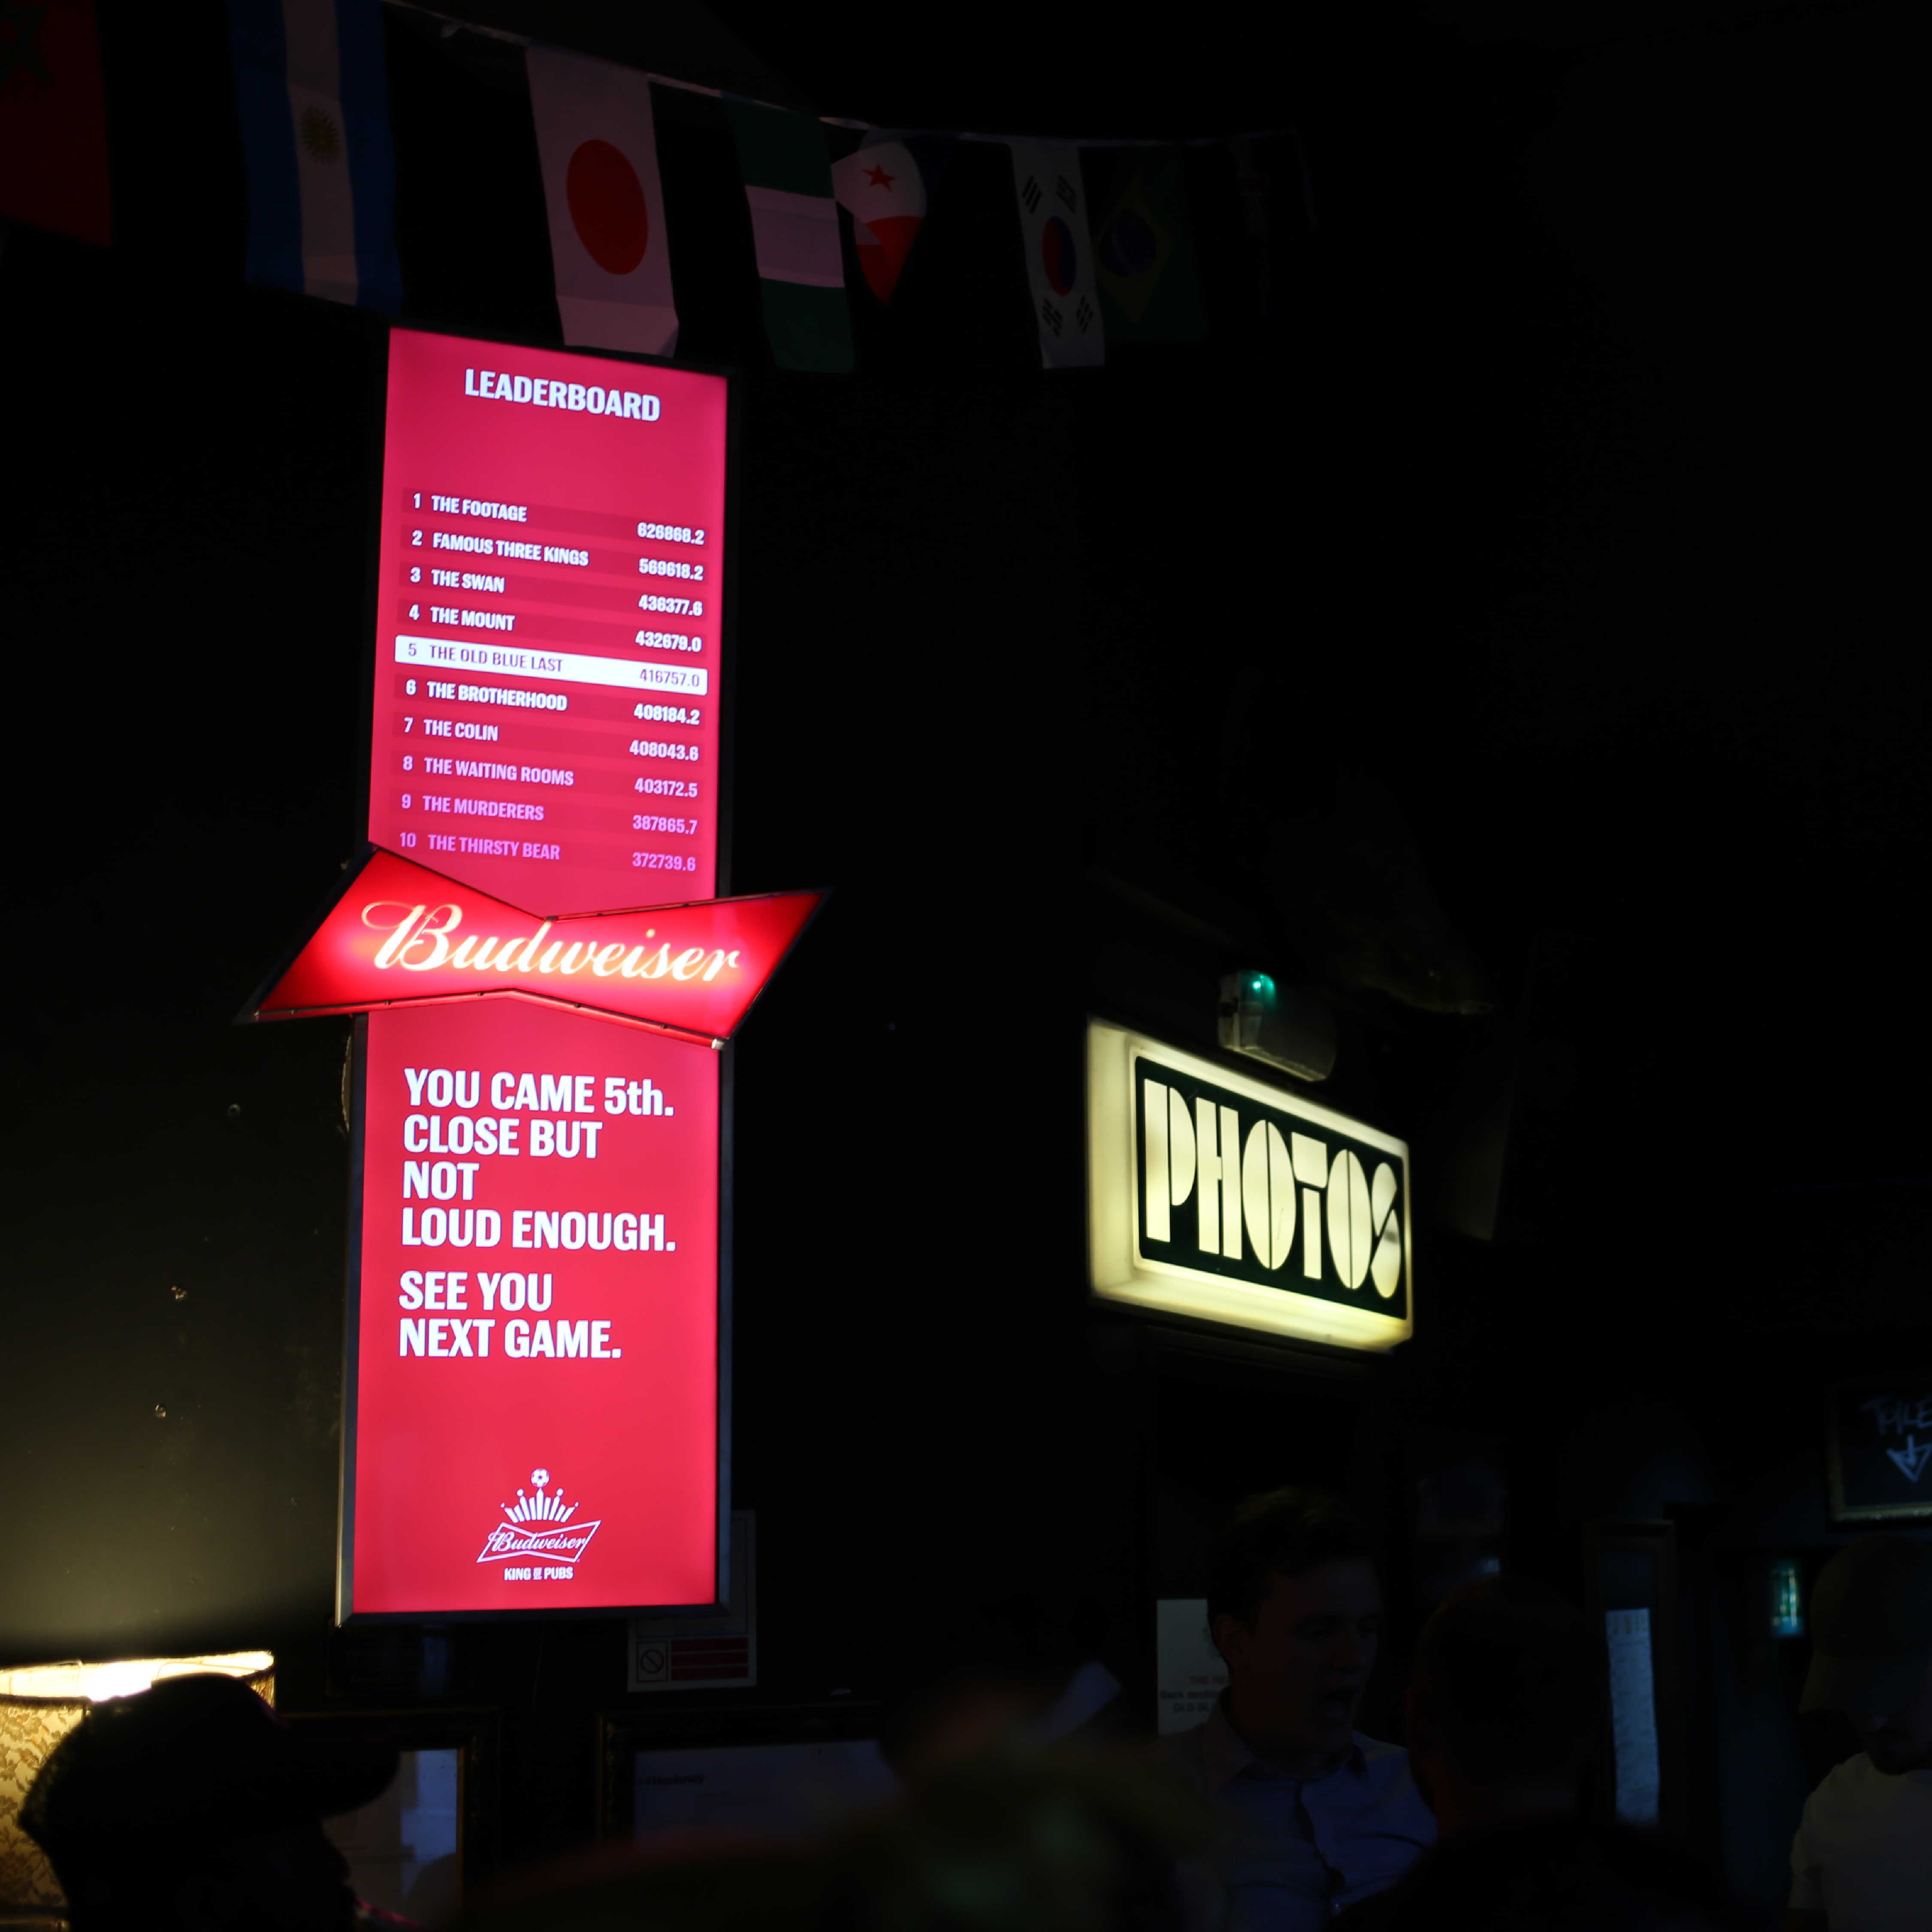 LEADERBOARD
1 THE FOOTAGE 626868.2
2 FAMOUS THREE KINGS 569618.2
3 THE SWAN 436377.6
4 THE MOUNT 432679.0
5 THE OLD BLUE LAST 416757.0
6 THE BROTHERHOOD 408184.2
7 THE COLIN 408043.6
8 THE WAITING ROOMS 403172.5
9 THE MURDERERS 387865.7
10 THE THIRSTY BEAR 372739.6
Budweiser
YOU CAME 5th.
CLOSE BUT
NOT
LOUD ENOUGH.
SEE YOU
NEXT GAME.
Budweiser
KING OF PUBS
PHOTOS
Hackney